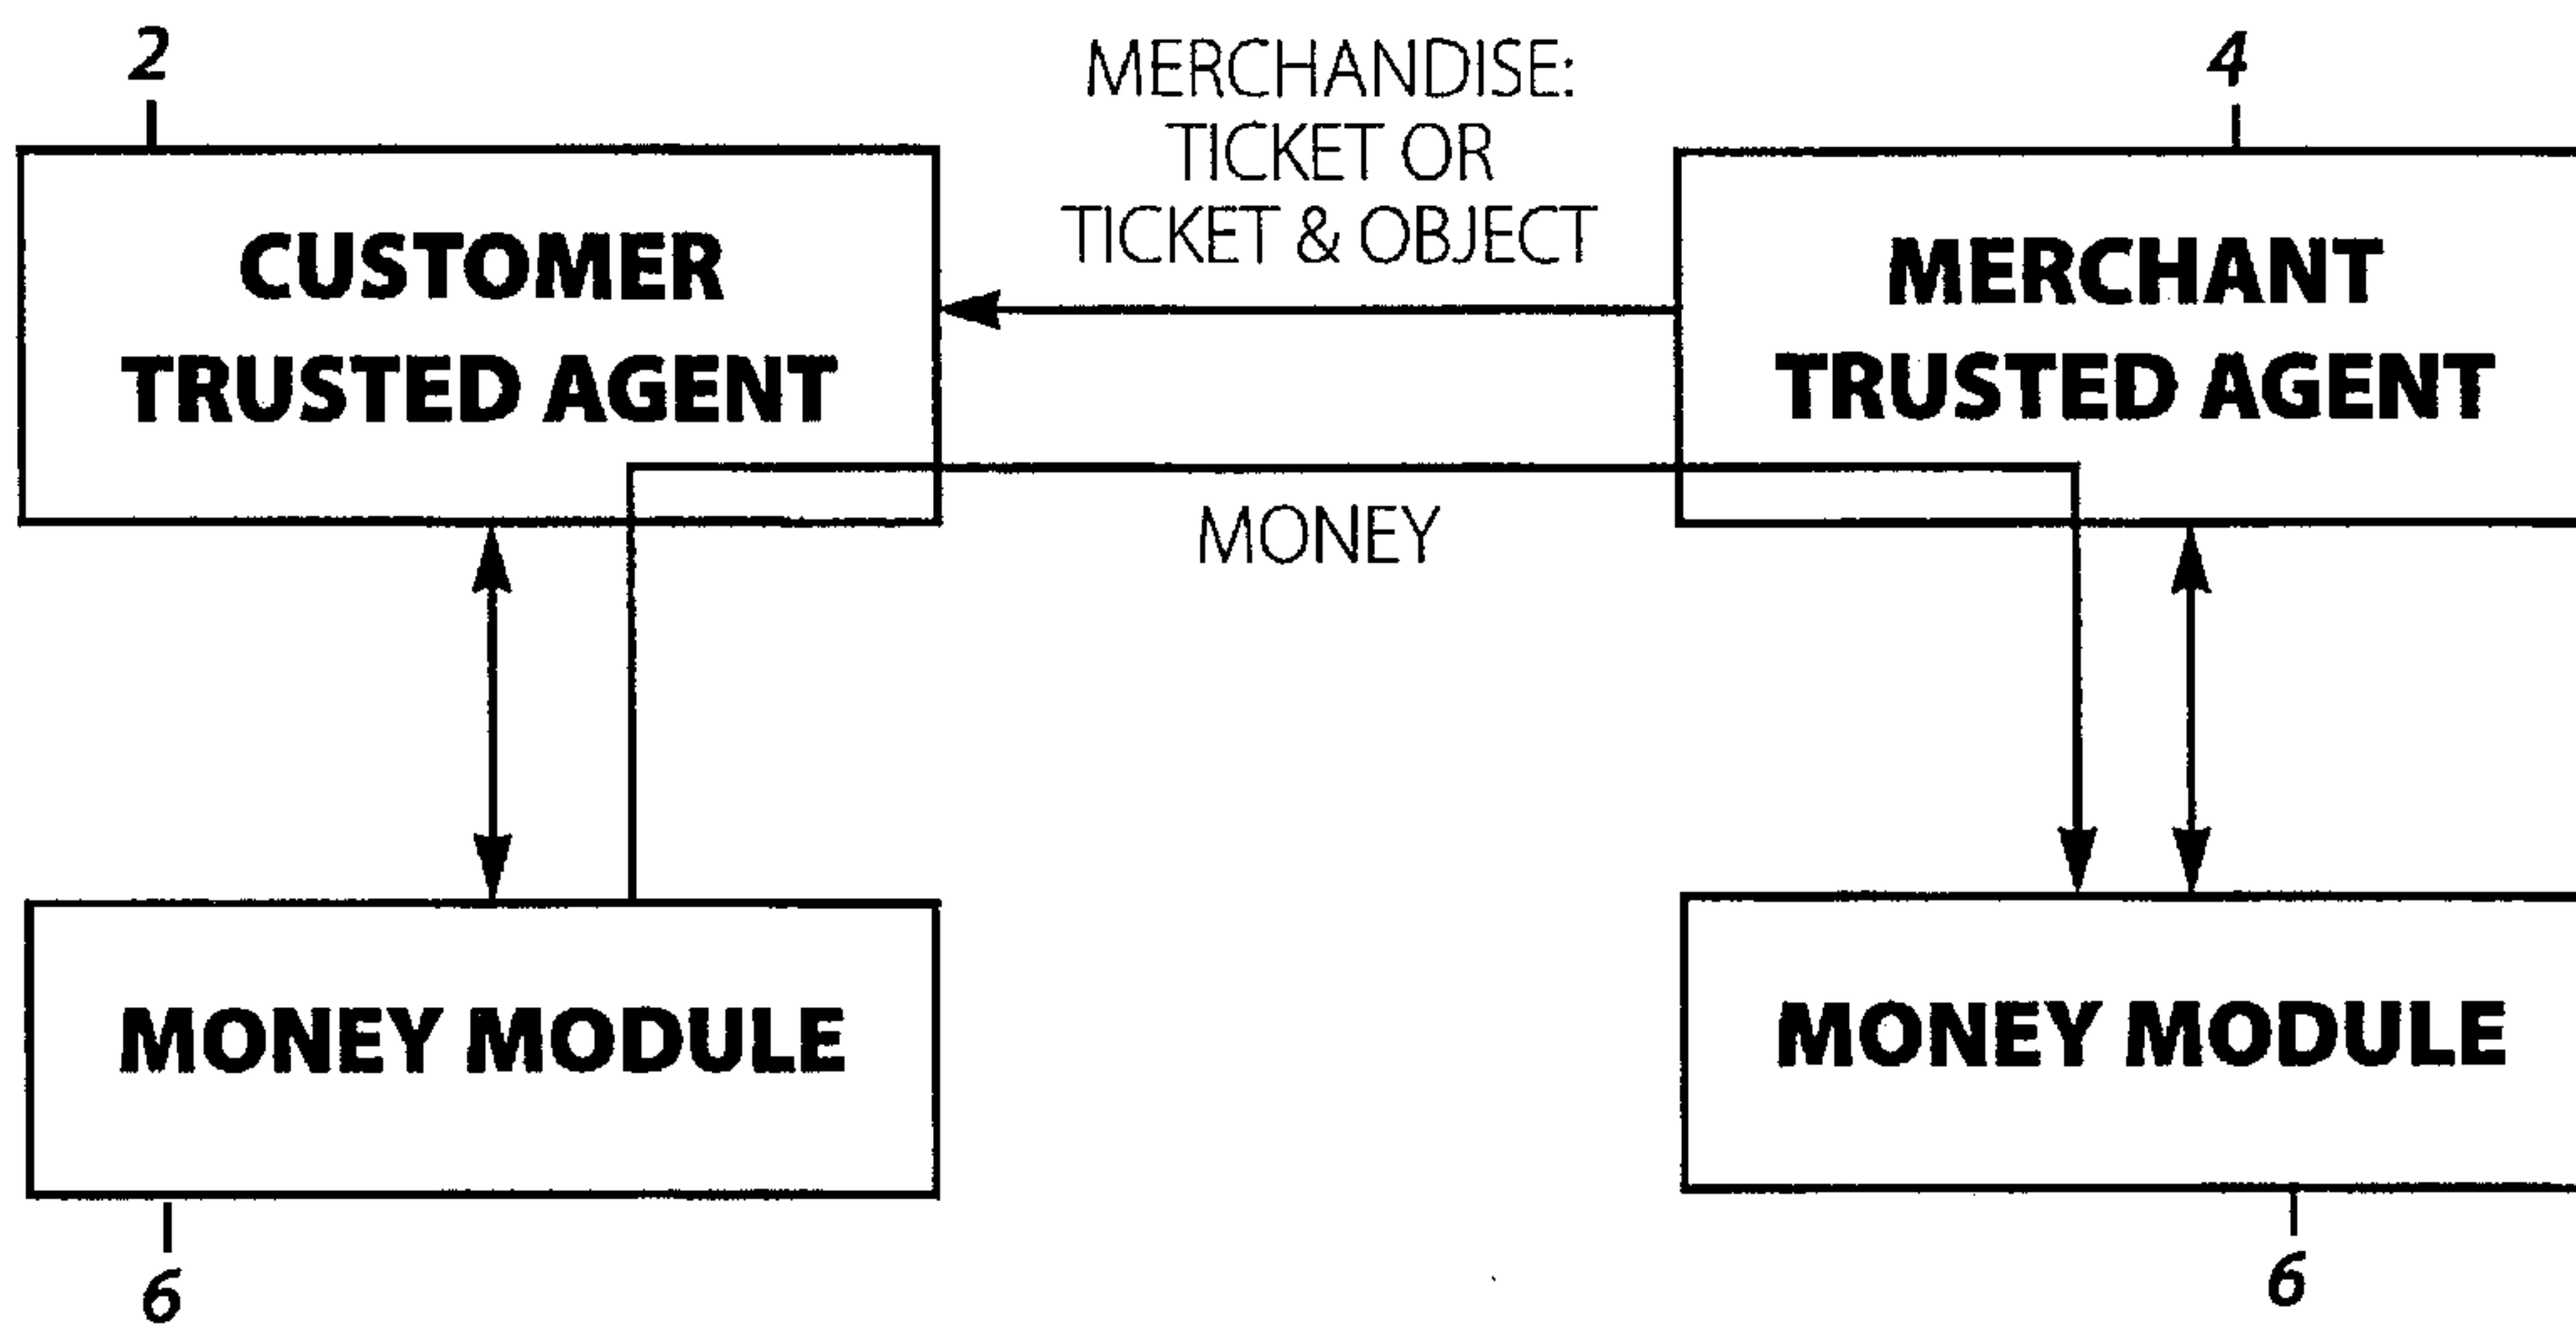 2
4
MERCHANDISE:
TICKET OR
TICKET & OBJECT
CUSTOMER
TRUSTED AGENT
MERCHANT
TRUSTED AGENT
MONEY
MONEY MODULE
MONEY MODULE
6
6